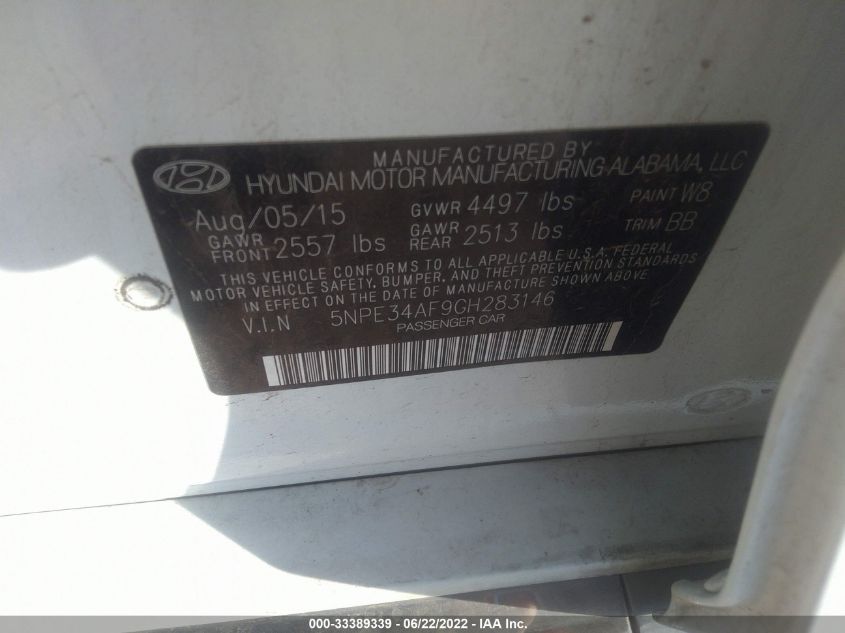 MANUFACTURED BY
HYUNDAI MOTOR MANUFACTURING ALABAMA, LLC
Aug/05/15 GVWR 4497 lbs PAINT W8
GAWR FRONT 2557 lbs GAWR REAR 2513 lbs TRIM BB
THIS VEHICLE CONFORMS TO ALL APPLICABLE U.S.A. FEDERAL
MOTOR VEHICLE SAFETY, BUMPER, AND THEFT PREVENTION STANDARDS
IN EFFECT ON THE DATE OF MANUFACTURE SHOWN ABOVE.
V.I.N 5NPE34AF9GH283146
PASSENGER CAR
000-33389339 - 06/22/2022 - IAA Inc.